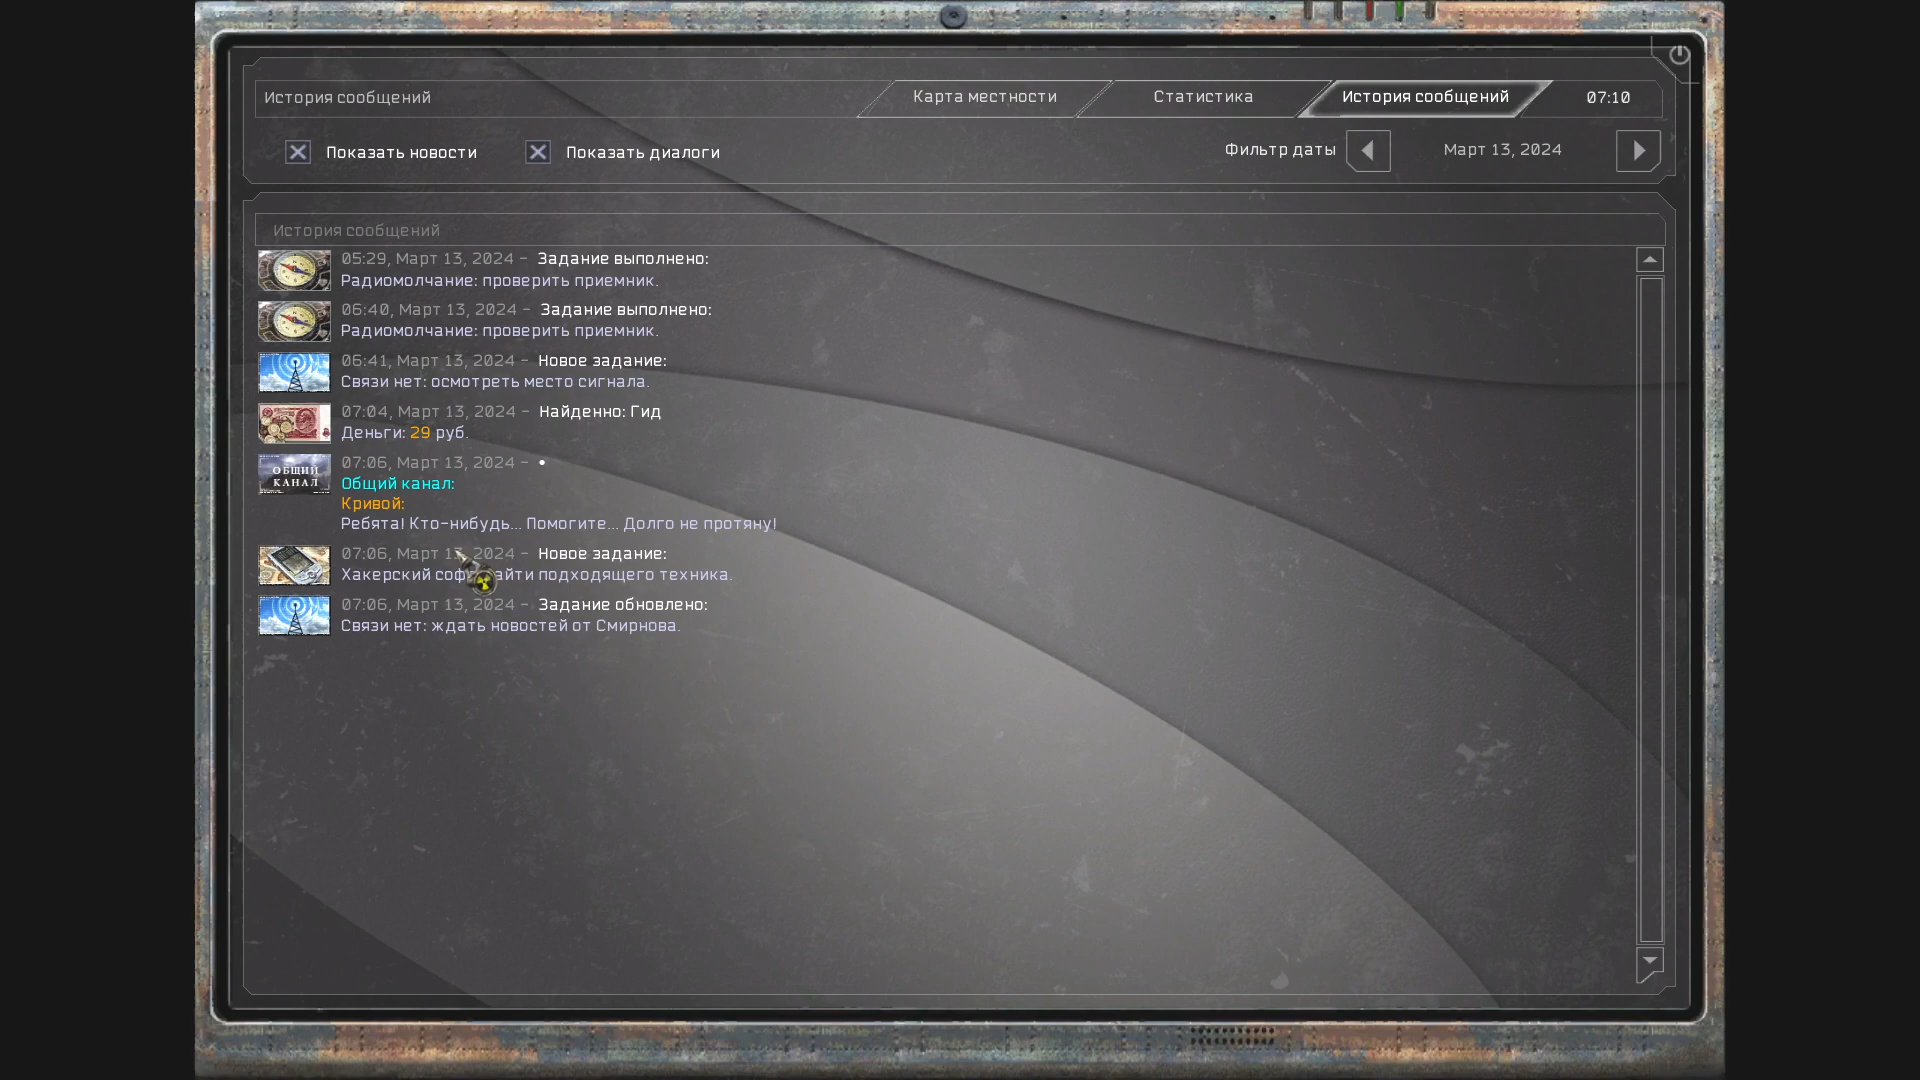 История сообщений
Карта местности
Статистика
История сообщений
07:10
Показать новости
Показать диалоги
Фильтр даты
Март 13, 2024
История сообщений
05:29, Март 13, 2024 - Задание выполнено:
Радиомолчание: проверить приемник.
06:40, Март 13, 2024 - Задание выполнено:
Радиомолчание: проверить приемник.
06:41, Март 13, 2024 - Новое задание:
Связи нет: осмотреть место сигнала.
07:04, Март 13, 2024 - Найденно: Гид
Деньги: 29 руб.
ОБЩИЙ
КАНАЛ
07:06, Март 13, 2024 - •
Общий канал:
Кривой:
Ребята! Кто-нибудь... Помогите... Долго не протяну!
07:06, Март 13, 2024 - Новое задание:
Хакерский подходящего техника.
07:06, Март 13, 2024 - Задание обновлено:
Связи нет: ждать новостей от Смирнова.